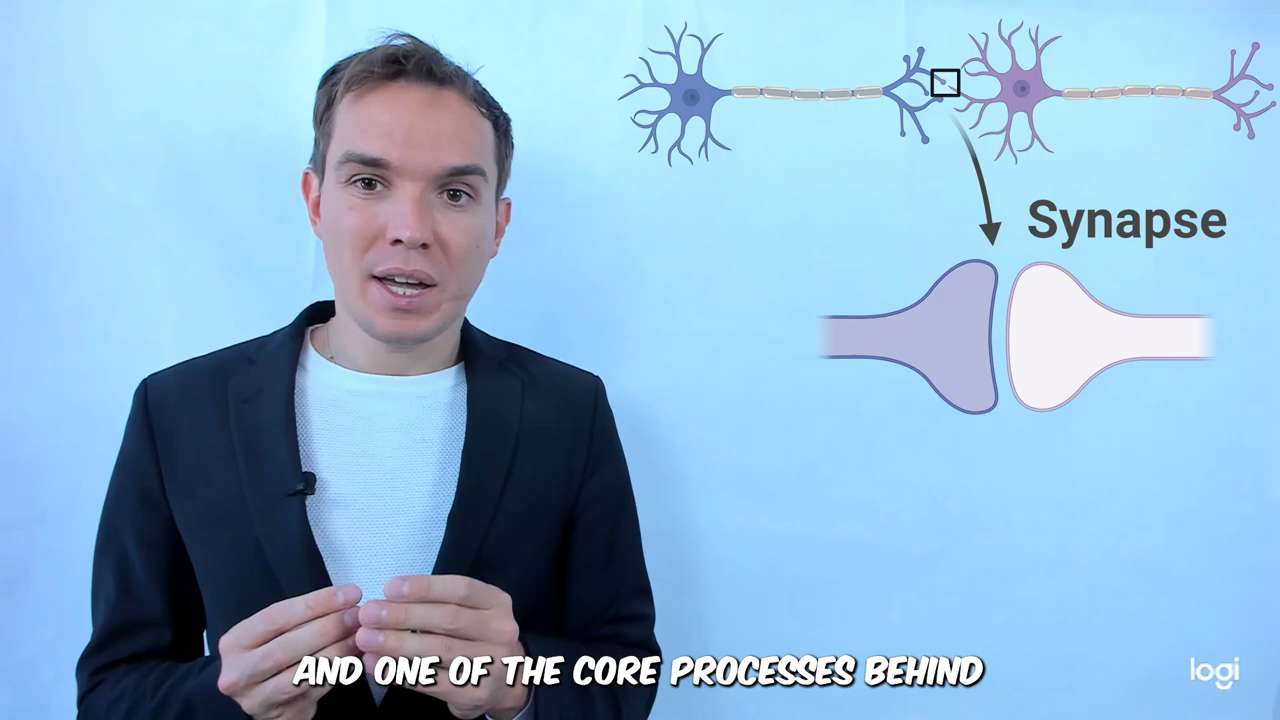 Synapse
AND ONE OF THE CORE PROCESSES BEHIND
logi